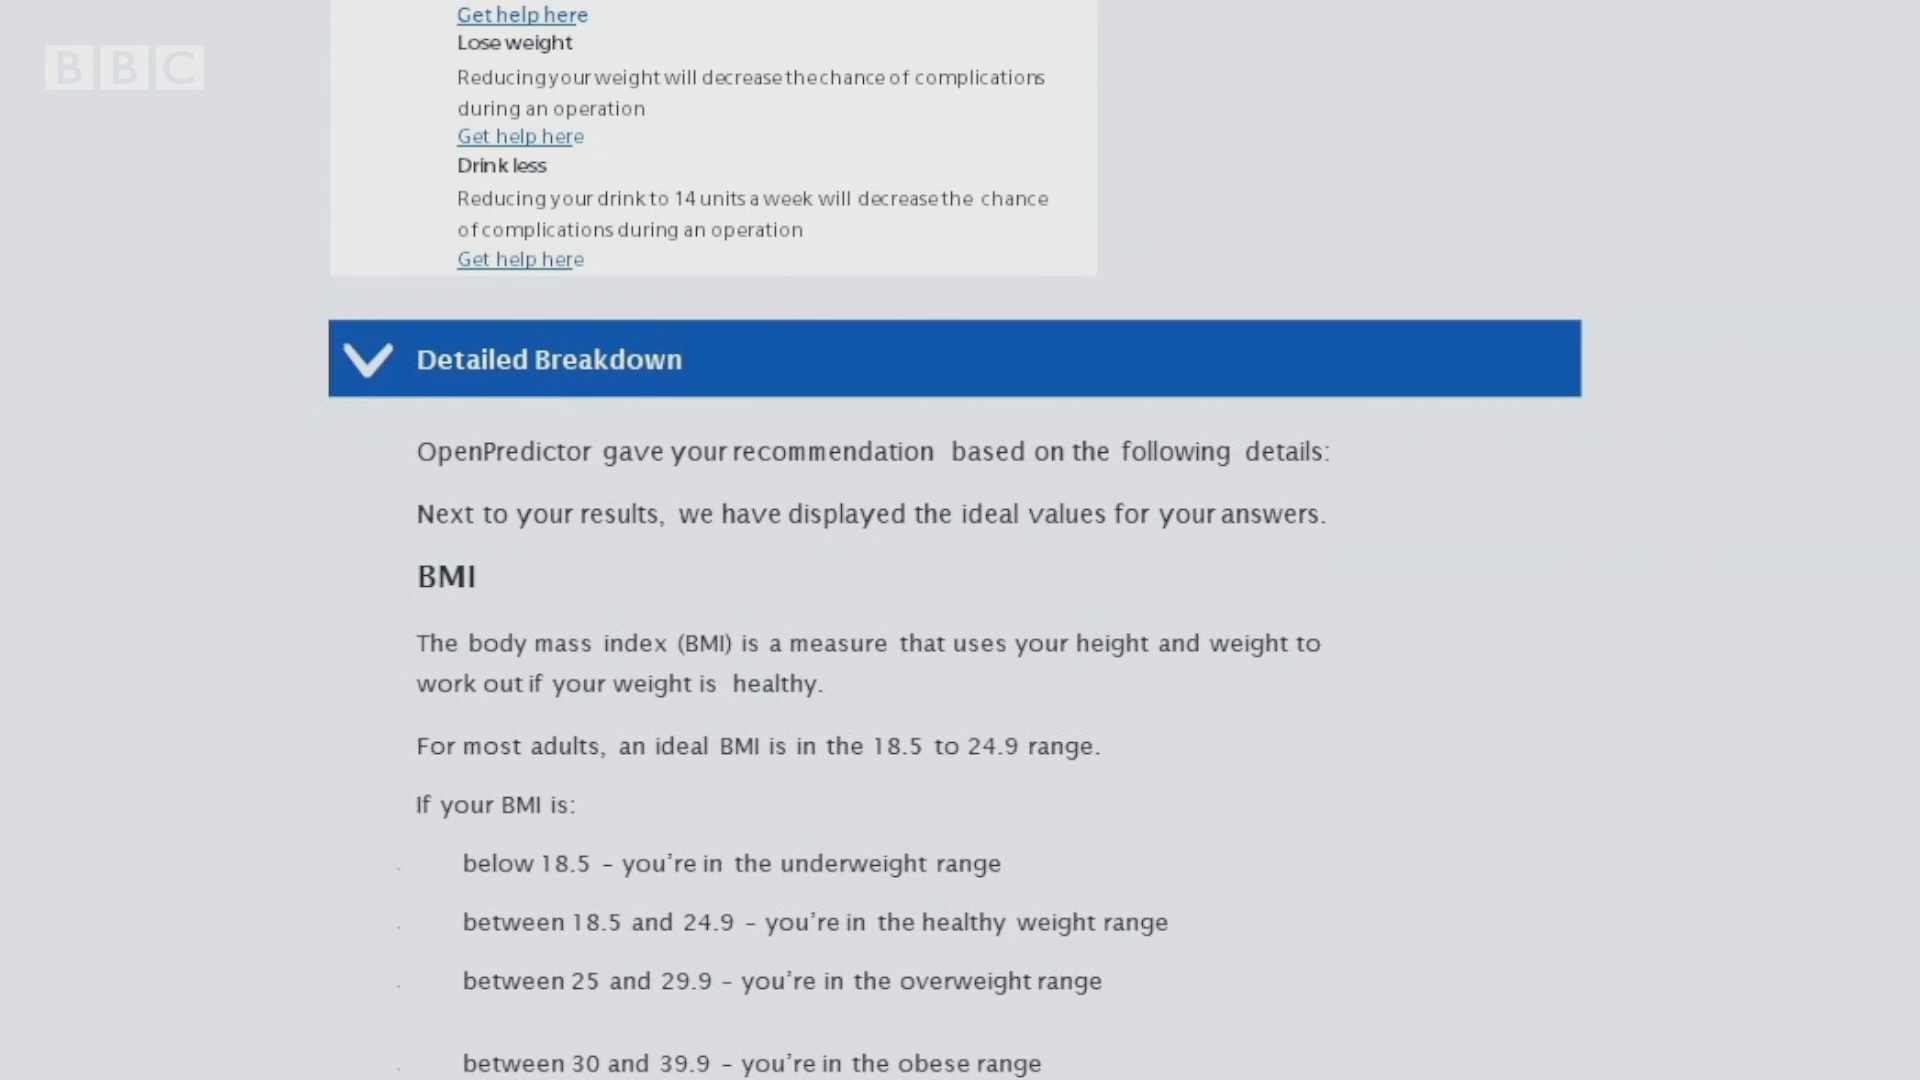 BBC
Get help here
Lose weight
Reducing your weight will decrease the chance of complications
during an operation
Get help here
Drink less
Reducing your drink to 14 units a week will decrease the chance
of complications during an operation
Get help here
Detailed Breakdown
OpenPredictor gave your recommendation based on the following details:
Next to your results, we have displayed the ideal values for your answers.
BMI
The body mass index (BMI) is a measure that uses your height and weight to
work out if your weight is healthy.
For most adults, an ideal BMI is in the 18.5 to 24.9 range.
If your BMI is:
below 18.5 – you're in the underweight range
between 18.5 and 24.9 – you're in the healthy weight range
between 25 and 29.9 – you're in the overweight range
between 30 and 39.9 – you're in the obese range